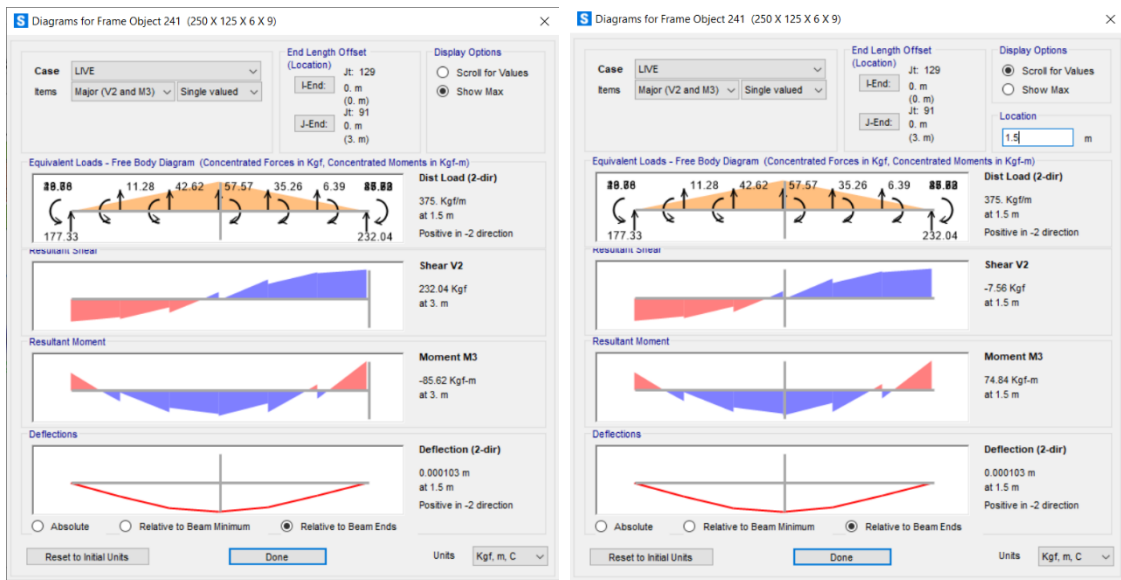 S Diagrams for Frame Object 241 (250 X 125 X 6 X 9)
Case LIVE
Items Major (V2 and M3) Single valued
End Length Offset
(Location)
I-End:
Jt: 129
0. m
(0. m)
J-End:
Jt: 91
0. m
(3. m)
Display Options
Scroll for Values
Show Max
Equivalent Loads - Free Body Diagram (Concentrated Forces in Kgf, Concentrated Moments in Kgf-m)
11.28 42.62 57.57 35.26 6.39
177.33 232.04
Dist Load (2-dir)
375. Kgf/m
at 1.5 m
Positive in -2 direction
Resultant Shear
Shear V2
232.04 Kgf
at 3. m
Resultant Moment
Moment M3
-85.62 Kgf-m
at 3. m
Deflections
Deflection (2-dir)
0.000103 m
at 1.5 m
Positive in -2 direction
Absolute Relative to Beam Minimum Relative to Beam Ends
Reset to Initial Units Done Units Kgf, m, C
S Diagrams for Frame Object 241 (250 X 125 X 6 X 9)
Case LIVE
Items Major (V2 and M3) Single valued
End Length Offset
(Location)
I-End:
Jt: 129
0. m
(0. m)
J-End:
Jt: 91
0. m
(3. m)
Display Options
Scroll for Values
Show Max
Location
1.5 m
Equivalent Loads - Free Body Diagram (Concentrated Forces in Kgf, Concentrated Moments in Kgf-m)
11.28 42.62 57.57 35.26 6.39
177.33 232.04
Dist Load (2-dir)
375. Kgf/m
at 1.5 m
Positive in -2 direction
Resultant Shear
Shear V2
-7.56 Kgf
at 1.5 m
Resultant Moment
Moment M3
74.84 Kgf-m
at 1.5 m
Deflections
Deflection (2-dir)
0.000103 m
at 1.5 m
Positive in -2 direction
Absolute Relative to Beam Minimum Relative to Beam Ends
Reset to Initial Units Done Units Kgf, m, C